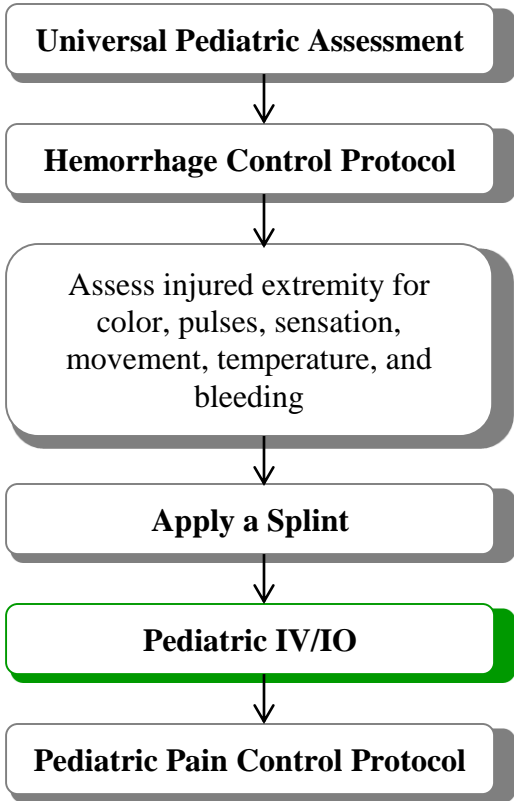 Universal Pediatric Assessment
Hemorrhage Control Protocol
Assess injured extremity for
color, pulses, sensation,
movement, temperature, and
bleeding
Apply a Splint
Pediatric IV/IO
Pediatric Pain Control Protocol